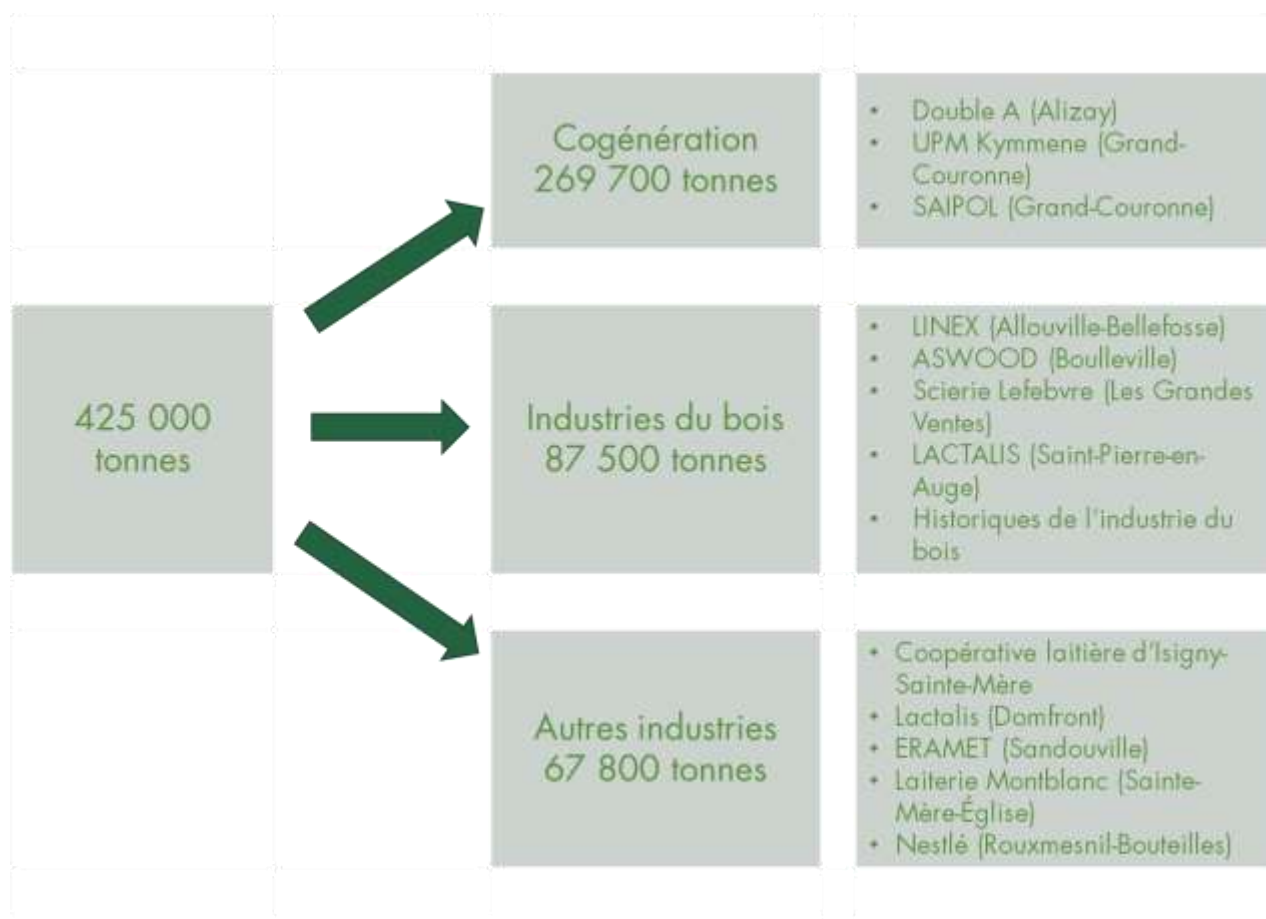 425 000
tonnes
Cogénération
269 700 tonnes
• Double A (Alizay)
• UPM Kymmene (Grand-
Couronne)
• SAIPOL (Grand-Couronne)
Industries du bois
87 500 tonnes
• LINEX (Allouville-Bellefosse)
• ASWOOD (Boulleville)
• Scierie Lefebvre (Les Grandes
Ventes)
• LACTALIS (Saint-Pierre-en-
Auge)
• Historiques de l'industrie du
bois
Autres industries
67 800 tonnes
• Coopérative laitière d'Isigny-
Sainte-Mère
• Lactalis (Domfront)
• ERAMET (Sandouville)
• Laiterie Montblanc (Sainte-
Mère-Église)
• Nestlé (Rouxmesnil-Bouteilles)